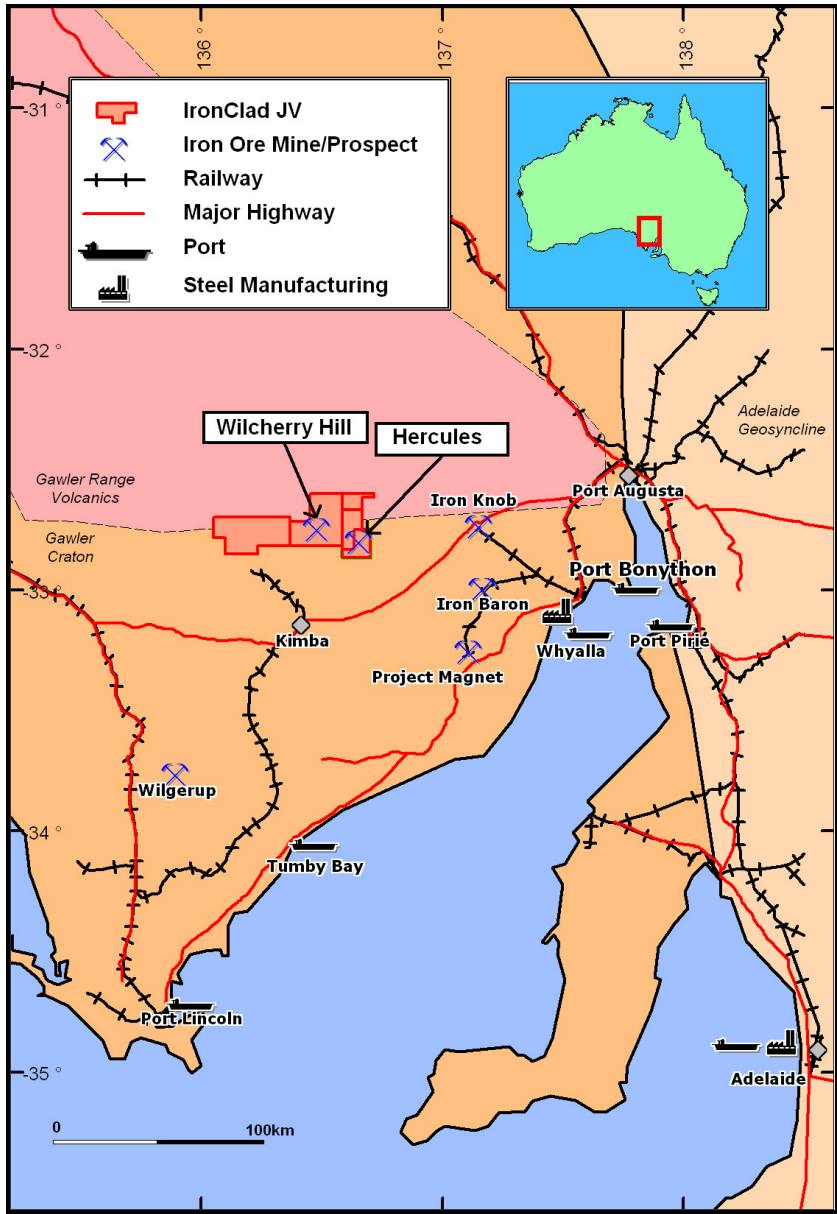 136
137
138
-31°
IronClad JV
Iron Ore Mine/Prospect
Railway
Major Highway
Port
Steel Manufacturing
-32°
Wilcherry Hill
Hercules
Adelaide
Geosyncline
Gawler Range
Volcanics
Iron Knob
Port Augusta
Gawler
Craton
Port Bonython
-33°
Iron Baron
Kimba
Whyalla
Port Pirie
Project Magnet
Wilgerup
-34°
Tumby Bay
Port Lincoln
-35°
Adelaide
0
100km